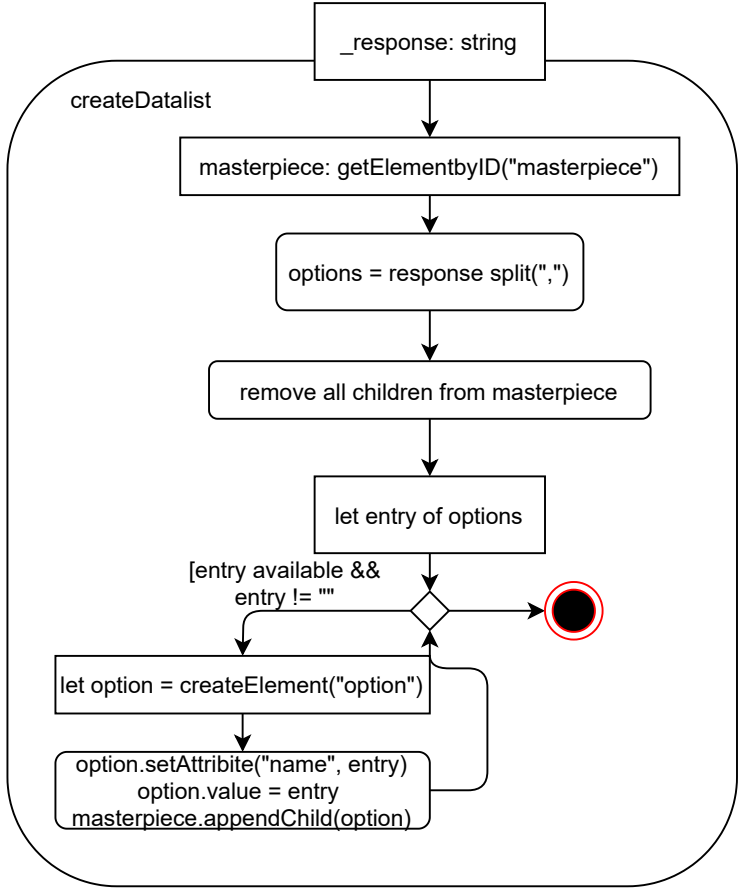 _response: string
createDatalist
masterpiece: getElementbyID("masterpiece")
options = response split(",")
remove all children from masterpiece
let entry of options
[entry available &&
entry != ""
let option = createElement("option")
option.setAttribite("name", entry)
option.value = entry
masterpiece.appendChild(option)